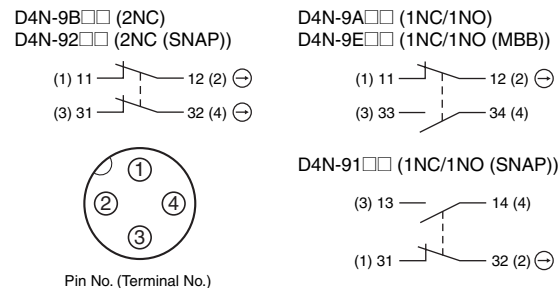 D4N-9B□□ (2NC)
D4N-92□□ (2NC (SNAP))
(1) 11 12 (2)
(3) 31 32 (4)
1
2 4
3
Pin No. (Terminal No.)
D4N-9A□□ (1NC/1NO)
D4N-9E□□ (1NC/1NO (MBB))
(1) 11 12 (2)
(3) 33 34 (4)
D4N-91□□ (1NC/1NO (SNAP))
(3) 13 14 (4)
(1) 31 32 (2)